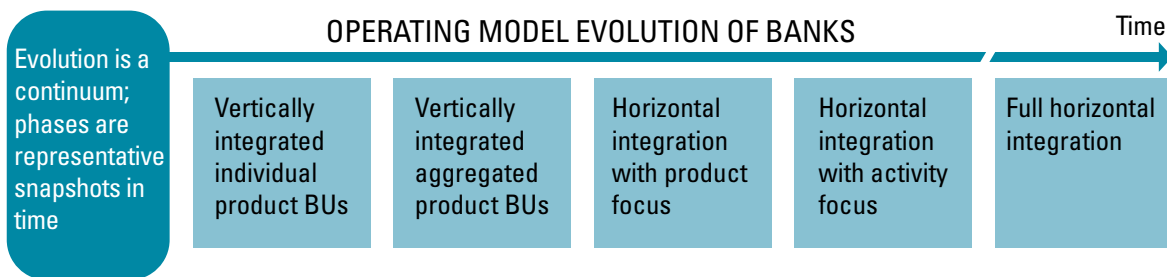 OPERATING MODEL EVOLUTION OF BANKS
Time
Evolution is a
continuum;
phases are
representative
snapshots in
time
Vertically
integrated
individual
product BUs
Vertically
integrated
aggregated
product BUs
Horizontal
integration
with product
focus
Horizontal
integration
with activity
focus
Full horizontal
integration